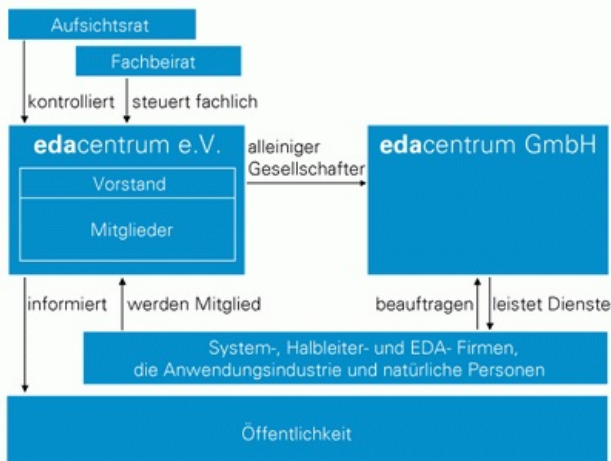 Aufsichtsrat
Fachbeirat
kontrolliert
steuert fachlich
edacentrum e.V.
alleiniger
Gesellschafter
edacentrum GmbH
Vorstand
Mitglieder
informiert
werden Mitglied
beauftragen
leistet Dienste
System-, Halbleiter- und EDA- Firmen,
die Anwendungsindustrie und natürliche Personen
Öffentlichkeit